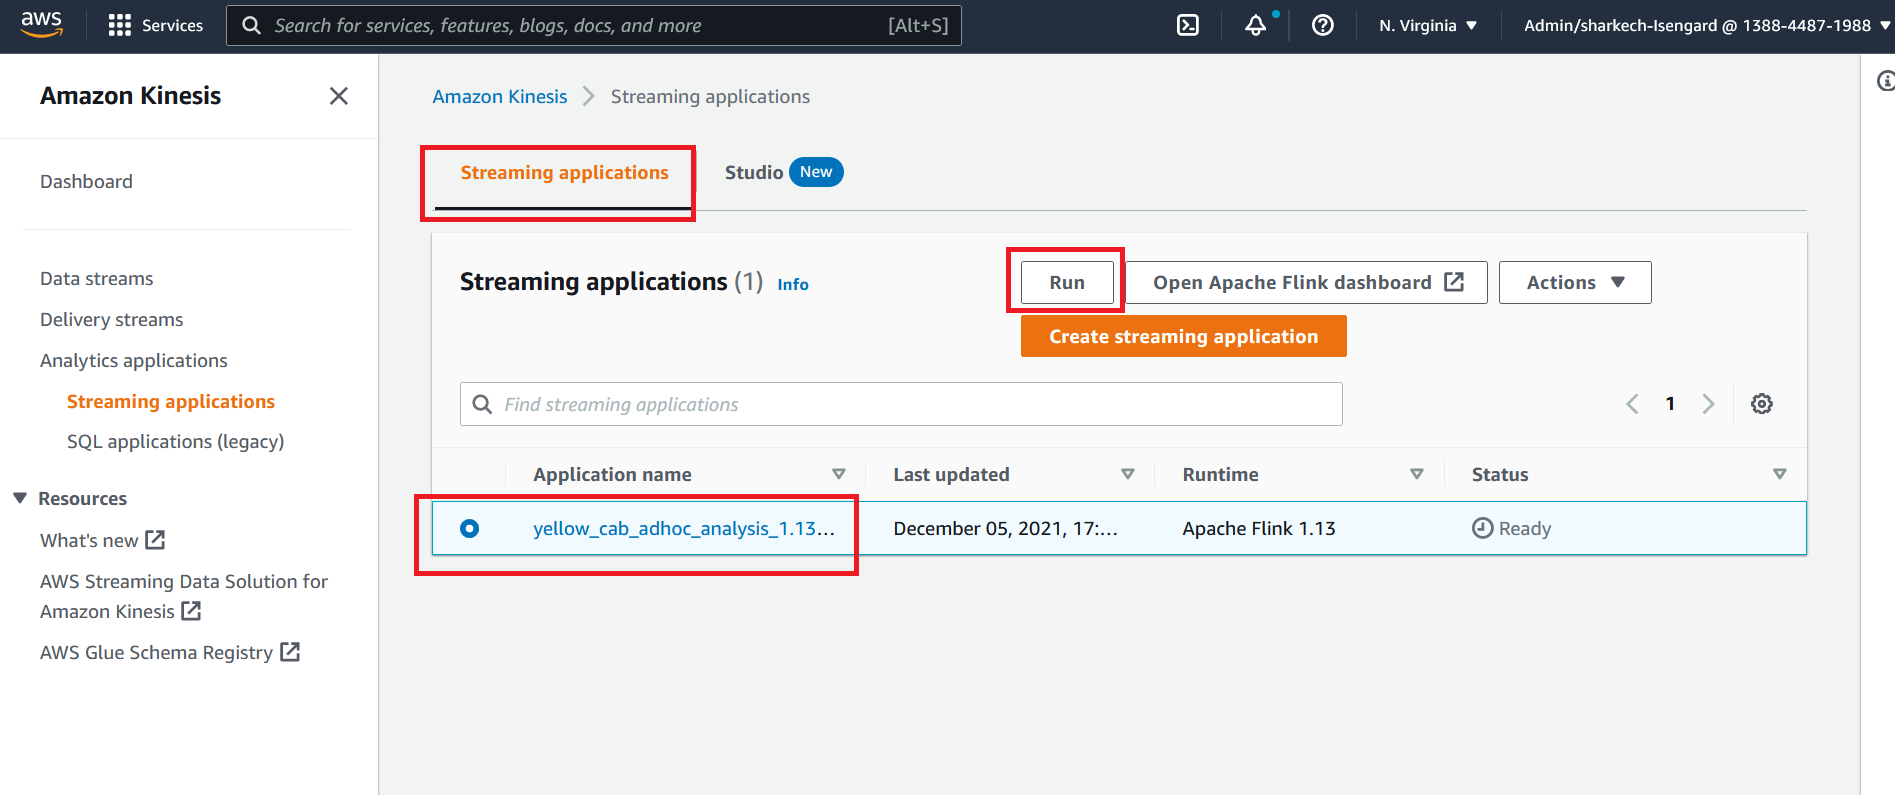 aws
Services
Search for services, features, blogs, docs, and more [Alt+S]
N. Virginia
Admin/sharkech-Isengard @ 1388-4487-1988
Amazon Kinesis
Dashboard
Data streams
Delivery streams
Analytics applications
Streaming applications
SQL applications (legacy)
Resources
What's new
AWS Streaming Data Solution for
Amazon Kinesis
AWS Glue Schema Registry
Amazon Kinesis Streaming applications
Streaming applications Studio New
Streaming applications (1) Info
Run Open Apache Flink dashboard Actions
Create streaming application
Find streaming applications
1
Application name Last updated Runtime Status
yellow_cab_adhoc_analysis_1.13... December 05, 2021, 17:... Apache Flink 1.13 Ready